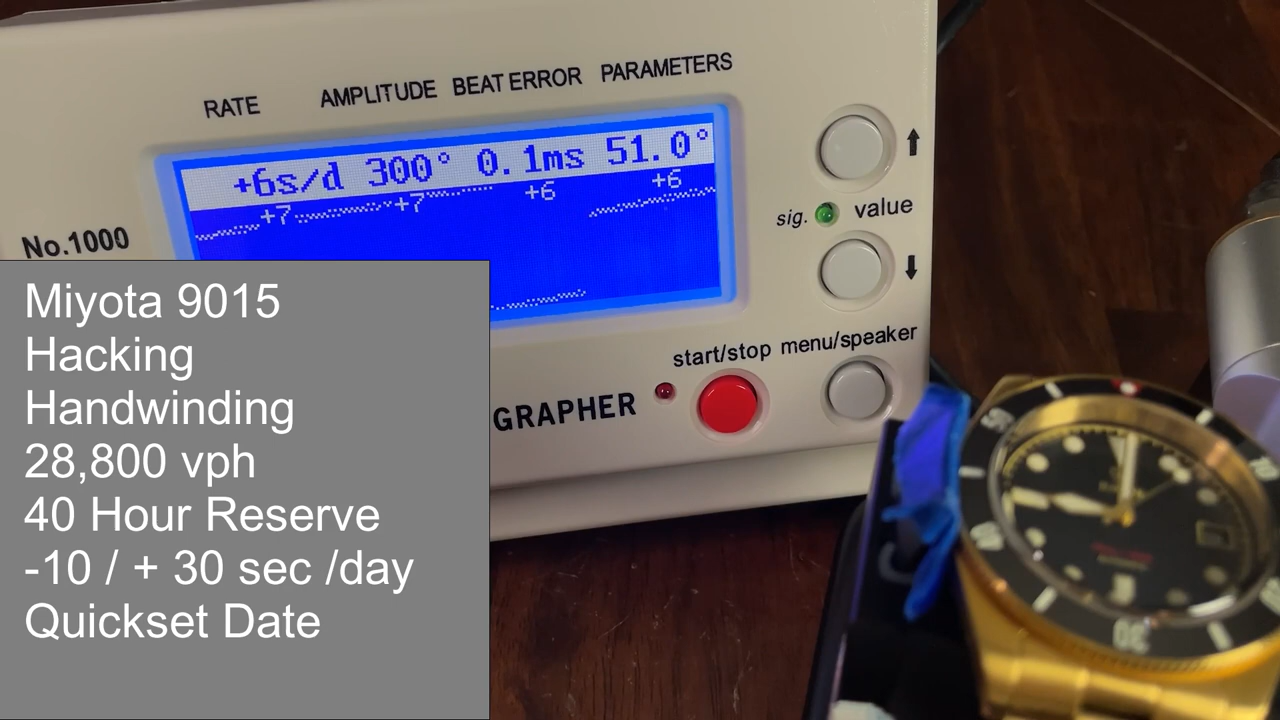 RATE AMPLITUDE BEAT ERROR PARAMETERS
+6s/d 300° 0.1ms 51.0°
+7 +7 +6 +6
sig. value
No.1000
start/stop menu/speaker
GRAPHER
Miyota 9015
Hacking
Handwinding
28,800 vph
40 Hour Reserve
-10 / + 30 sec /day
Quickset Date
30